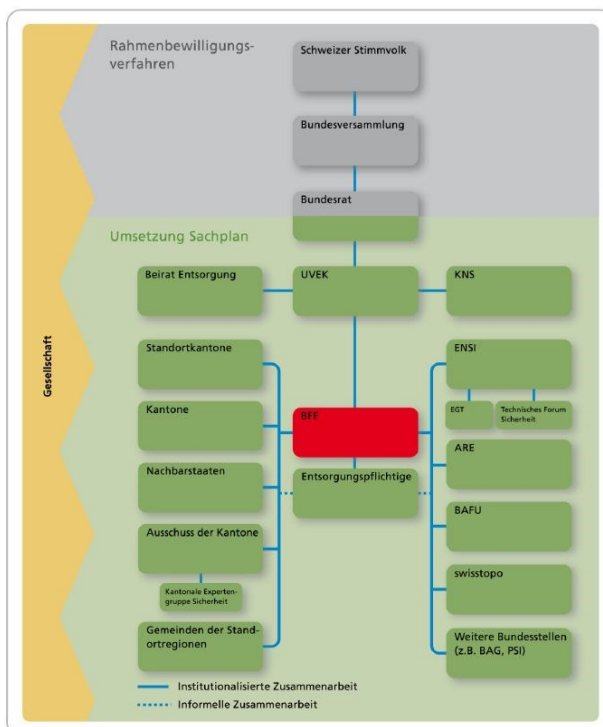 Rahmenbewilligungs-
verfahren
Schweizer Stimmvolk
Bundesversammlung
Bundesrat
Umsetzung Sachplan
Beirat Entsorgung
UVEK
KNS
Gesellschaft
Standortkantone
ENSI
EGT
Technisches Forum
Sicherheit
Kantone
BFE
ARE
Nachbarstaaten
Entsorgungspflichtige
BAFU
Ausschuss der Kantone
Kantonale Experten-
gruppe Sicherheit
swisstopo
Gemeinden der Stand-
ortregionen
Weitere Bundesstellen
(z.B. BAG, PSI)
Institutionalisierte Zusammenarbeit
Informelle Zusammenarbeit